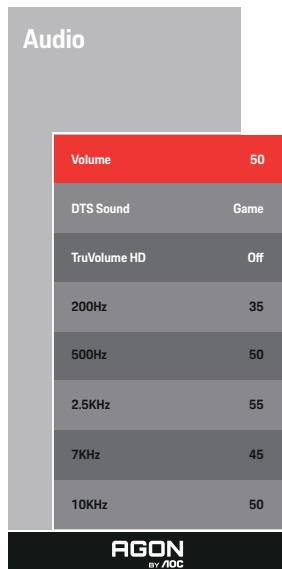 Audio
Volume 50
DTS Sound Game
TruVolume HD Off
200Hz 35
500Hz 50
2.5KHz 55
7KHz 45
10KHz 50
AGON
BY AOC